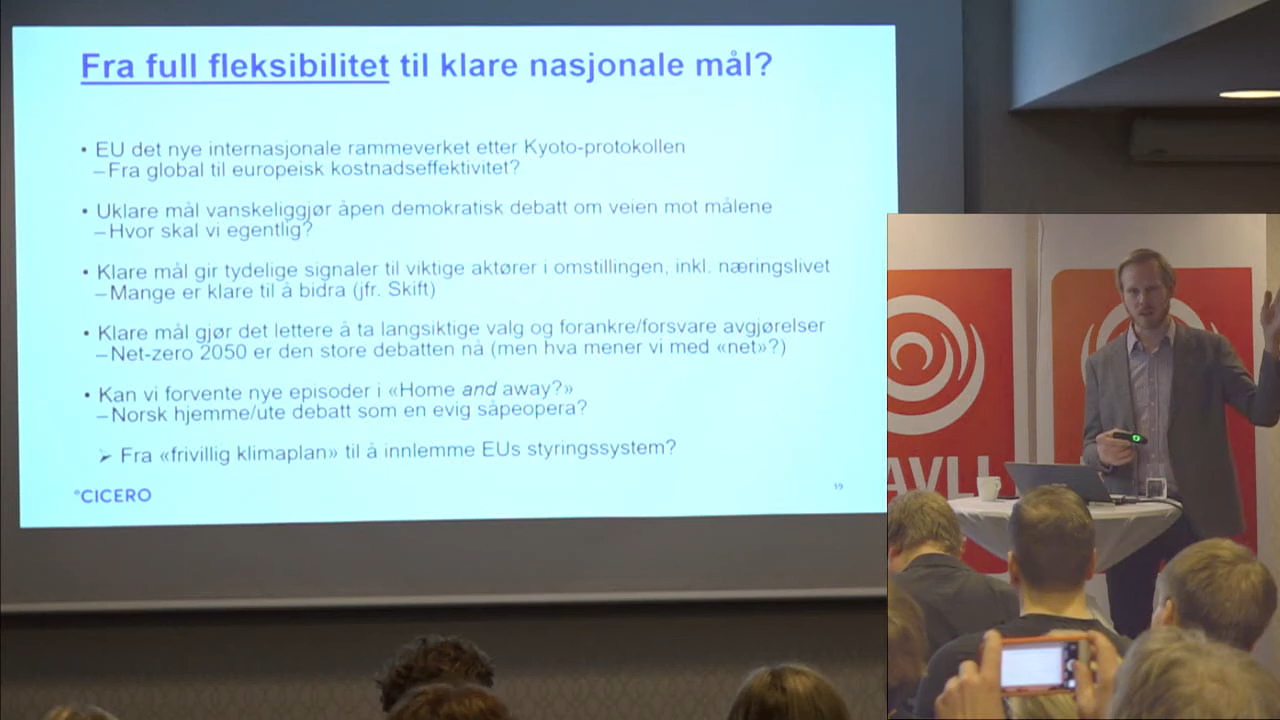 Fra full fleksibilitet til klare nasjonale mål?
• EU det nye internasjonale rammeverket etter Kyoto-protokollen
– Fra global til europeisk kostnadseffektivitet?
• Uklare mål vanskeliggjør åpen demokratisk debatt om veien mot målene
– Hvor skal vi egentlig?
• Klare mål gir tydelige signaler til viktige aktører i omstillingen, inkl. næringslivet
– Mange er klare til å bidra (jfr. Skift)
• Klare mål gjør det lettere å ta langsiktige valg og forankre/forsvare avgjørelser
– Net-zero 2050 er den store debatten nå (men hva mener vi med «net»?)
• Kan vi forvente nye episoder i «Home and away?»
– Norsk hjemme/ute debatt som en evig såpeopera?
➢ Fra «frivillig klimaplan» til å innlemme EUs styringssystem?
°CICERO
19